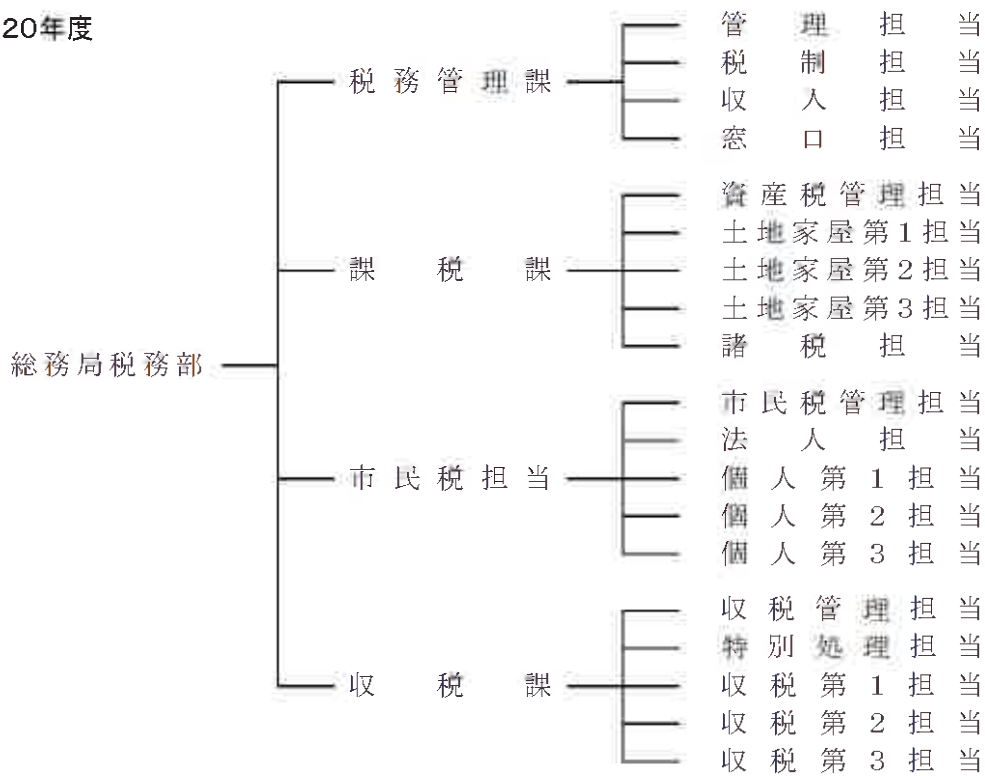 20年度
総務局税務部
税務管理課
管理担当
税制担当
収入担当
窓口担当
課税課
資産税管理担当
土地家屋第1担当
土地家屋第2担当
土地家屋第3担当
諸税担当
市民税担当
市民税管理担当
法人担当
個人第1担当
個人第2担当
個人第3担当
収税課
収税管理担当
特別処理担当
収税第1担当
収税第2担当
収税第3担当